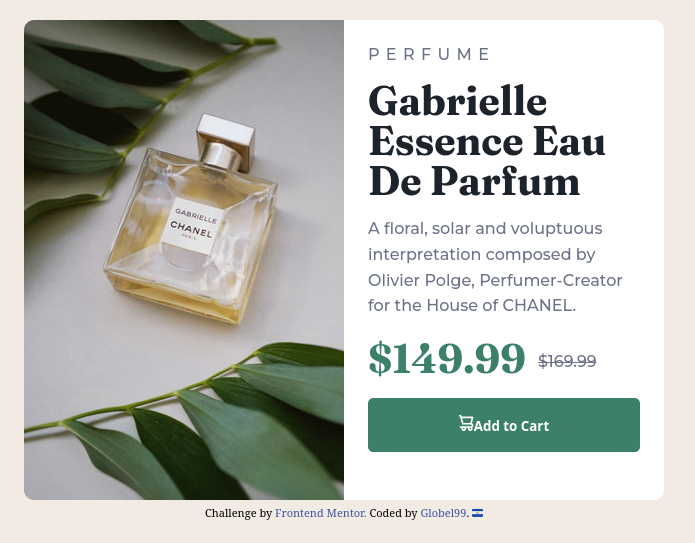 PERFUME
Gabrielle
Essence Eau
De Parfum
A floral, solar and voluptuous
interpretation composed by
Olivier Polge, Perfumer-Creator
for the House of CHANEL.
$149.99 $169.99
Add to Cart
GABRIELLE
CHANEL
PARIS
Challenge by Frontend Mentor. Coded by Globel99.